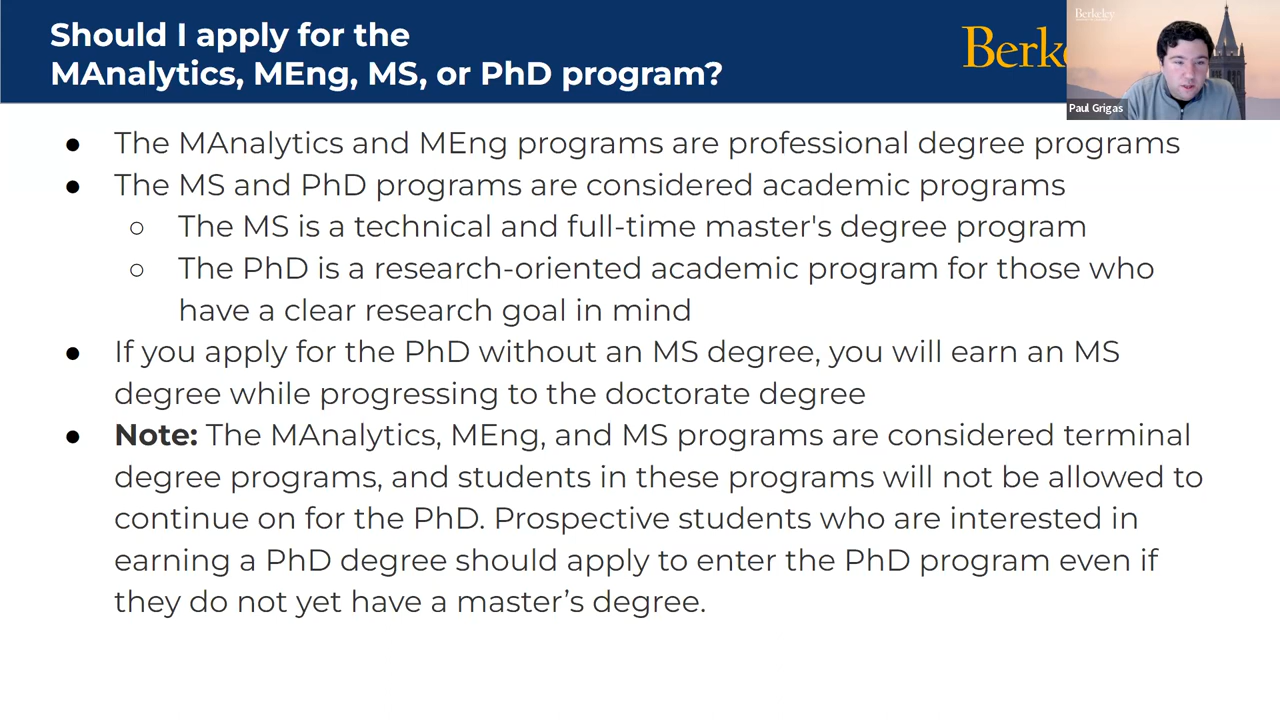 Should I apply for the
MAnalytics, MEng, MS, or PhD program?
Berkeley
Paul Grigas
● The MAnalytics and MEng programs are professional degree programs
● The MS and PhD programs are considered academic programs
○ The MS is a technical and full-time master's degree program
○ The PhD is a research-oriented academic program for those who
have a clear research goal in mind
● If you apply for the PhD without an MS degree, you will earn an MS
degree while progressing to the doctorate degree
● Note: The MAnalytics, MEng, and MS programs are considered terminal
degree programs, and students in these programs will not be allowed to
continue on for the PhD. Prospective students who are interested in
earning a PhD degree should apply to enter the PhD program even if
they do not yet have a master’s degree.